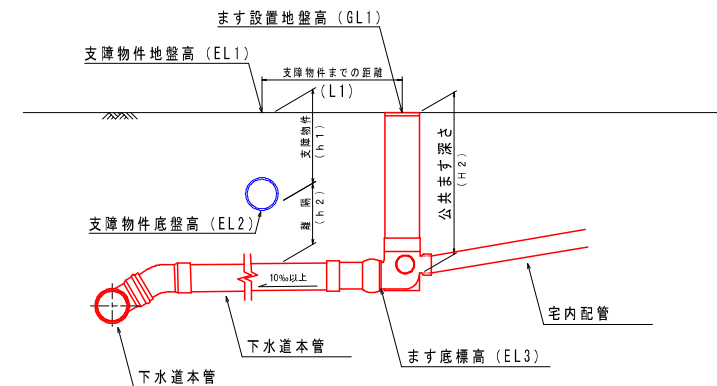 ます設置地盤高(GL1)
支障物件地盤高(EL1)
支障物件までの距離
(L1)
支障物件
(h1)
公共ます深さ
(H2)
離隔
(h2)
支障物件底盤高(EL2)
10‰以上
宅内配管
下水道本管
ます底標高(EL3)
下水道本管